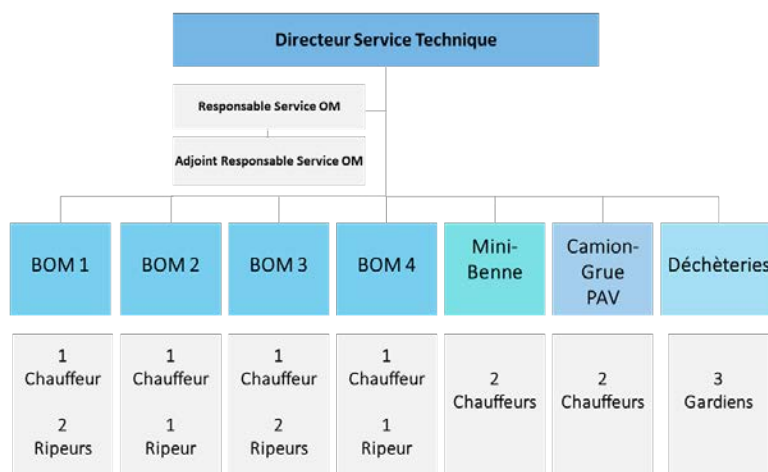 Directeur Service Technique
Responsable Service OM
Adjoint Responsable Service OM
BOM 1
BOM 2
BOM 3
BOM 4
Mini-
Benne
Camion-
Grue
PAV
Déchèteries
1
Chauffeur
2
Ripeurs
1
Chauffeur
1
Ripeur
1
Chauffeur
2
Ripeurs
1
Chauffeur
1
Ripeur
2
Chauffeurs
2
Chauffeurs
3
Gardiens